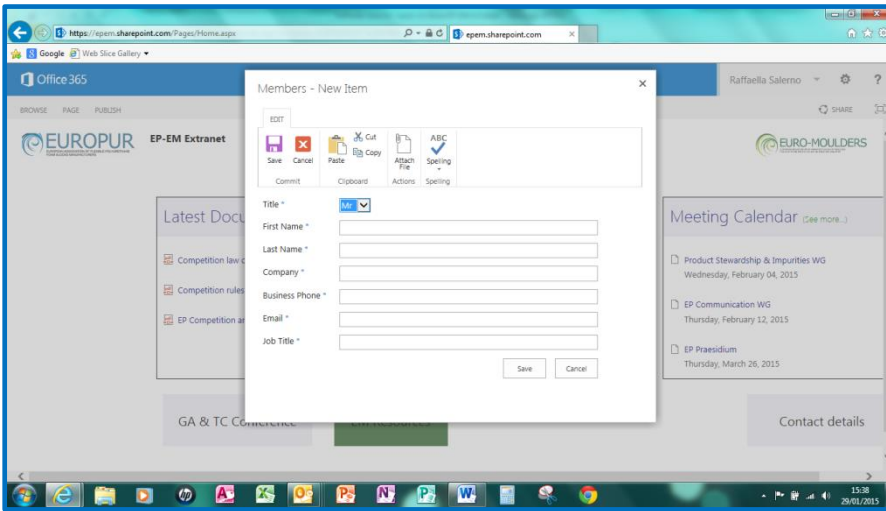 https://epem.sharepoint.com/Pages/Home.aspx
epem.sharepoint.com
Google
Web Slice Gallery
Office 365
Raffaella Salerno
?
BROWSE PAGE PUBLISH
SHARE
EUROPUR
EP-EM Extranet
EURO-MOULDERS
Members - New Item
EDIT
Save
Cancel
Paste
Cut
Copy
Attach File
ABC
Spelling
Commit
Clipboard
Actions
Spelling
Title *
Mr
First Name *
Last Name *
Company *
Business Phone *
Email *
Job Title *
Save
Cancel
Latest Docu
Competition law c
Competition rules
EP Competition ar
Meeting Calendar (See more...)
Product Stewardship & Impurities WG
Wednesday, February 04, 2015
EP Communication WG
Thursday, February 12, 2015
EP Praesidium
Thursday, March 26, 2015
GA & TC Conference
EM Resources
Contact details
15:38
29/01/2015